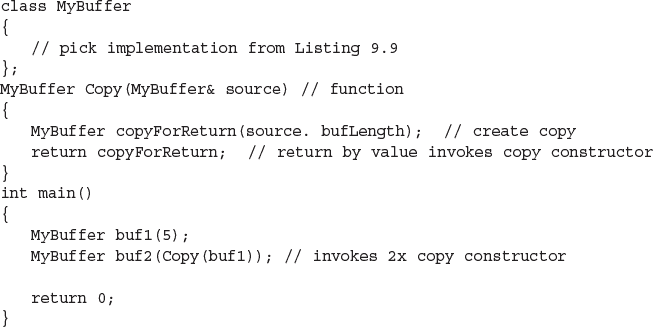 class MyBuffer
{
   // pick implementation from Listing 9.9
};
MyBuffer Copy(MyBuffer& source) // function
{
   MyBuffer copyForReturn(source. bufLength);  // create copy
   return copyForReturn;  // return by value invokes copy constructor
}
int main()
{
   MyBuffer buf1(5);
   MyBuffer buf2(Copy(buf1)); // invokes 2x copy constructor

   return 0;
}